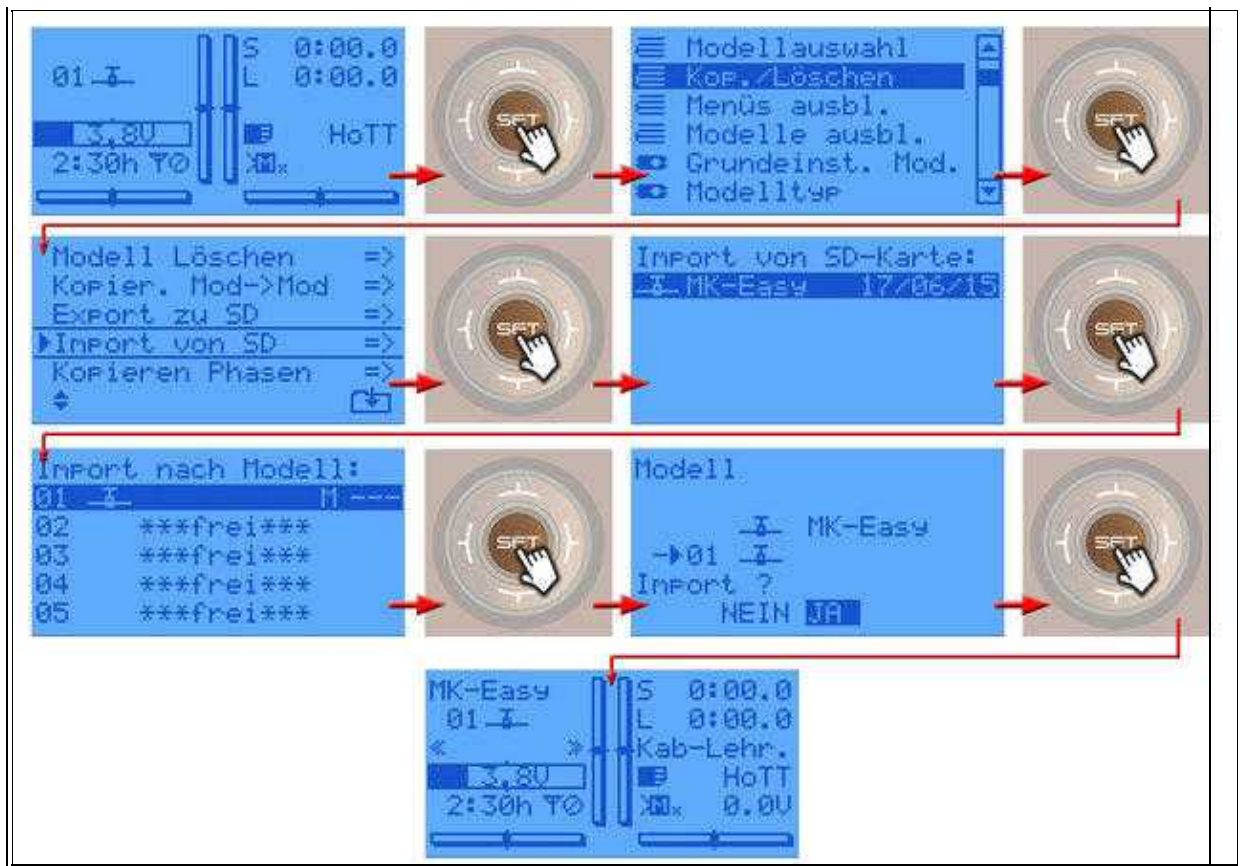 01
S 0:00.0
L 0:00.0
3,8V
HoTT
2:30h
M x
SET
Modellauswahl
Kop./Löschen
Menüs ausbl.
Modelle ausbl.
Grundeinst. Mod.
Modelltyp
SET
Modell Löschen =>
Kopier. Mod->Mod =>
Export zu SD =>
Import von SD =>
Kopieren Phasen =>
SET
Import von SD-Karte:
MK-Easy 17/06/15
SET
Import nach Modell:
01 M ---
02 ***frei***
03 ***frei***
04 ***frei***
05 ***frei***
SET
Modell
MK-Easy
01
Import ?
NEIN JA
SET
MK-Easy
01
« »
3,8V
2:30h
S 0:00.0
L 0:00.0
Kab-Lehr.
HoTT
M x 0.0V